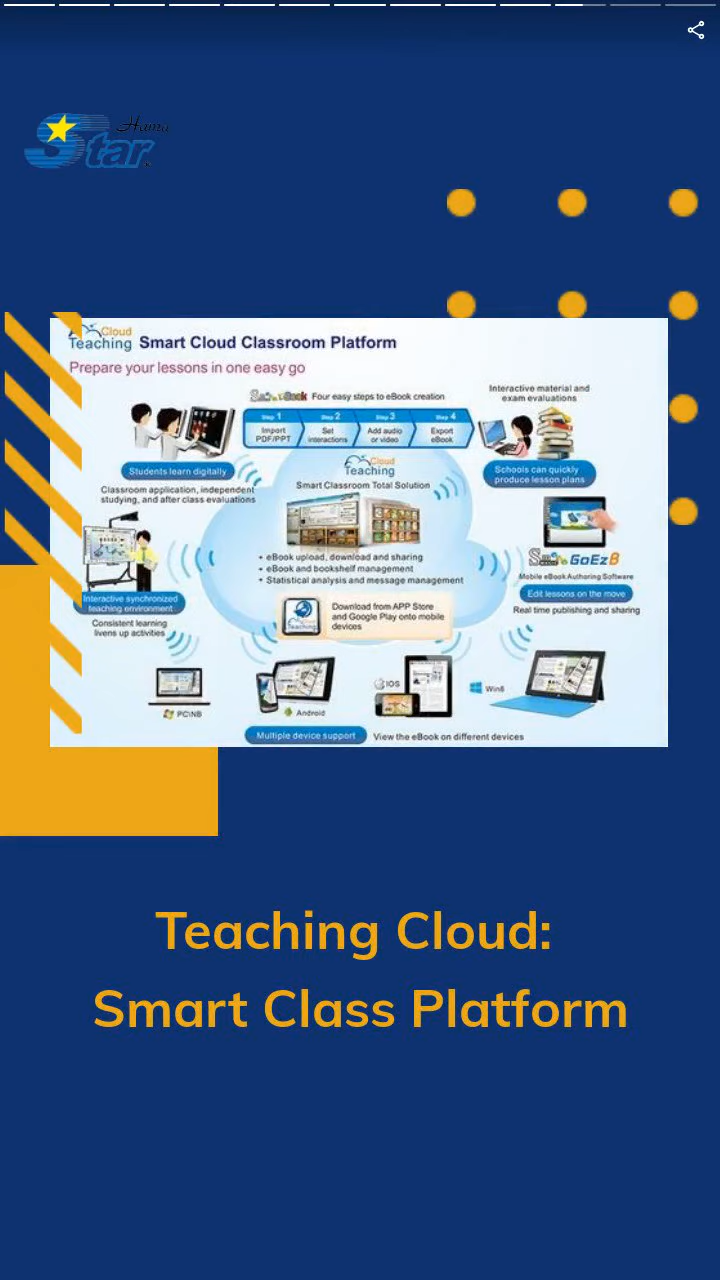 Hama
Star
Cloud
Teaching
Smart Cloud Classroom Platform
Prepare your lessons in one easy go
Four easy steps to eBook creation
Interactive material and
exam evaluations
Step 1
Step 2
Step 3
Step 4
Import
PDF/PPT
Set
interactions
Add audio
or video
Export
eBook
Students learn digitally
Classroom application, independent
studying, and after class evaluations
Cloud
Teaching
Smart Classroom Total Solution
Schools can quickly
produce lesson plans
• eBook upload, download and sharing
• eBook and bookshelf management
• Statistical analysis and message management
GoEzB
Mobile eBook Authoring Software
Edit lessons on the move
Real time publishing and sharing
Interactive synchronized
teaching environment
Consistent learning
livens up activities
Teaching
Download from APP Store
and Google Play onto mobile
devices
PC\NB
Android
iOS
Win8
Multiple device support
View the eBook on different devices
Teaching Cloud:
Smart Class Platform